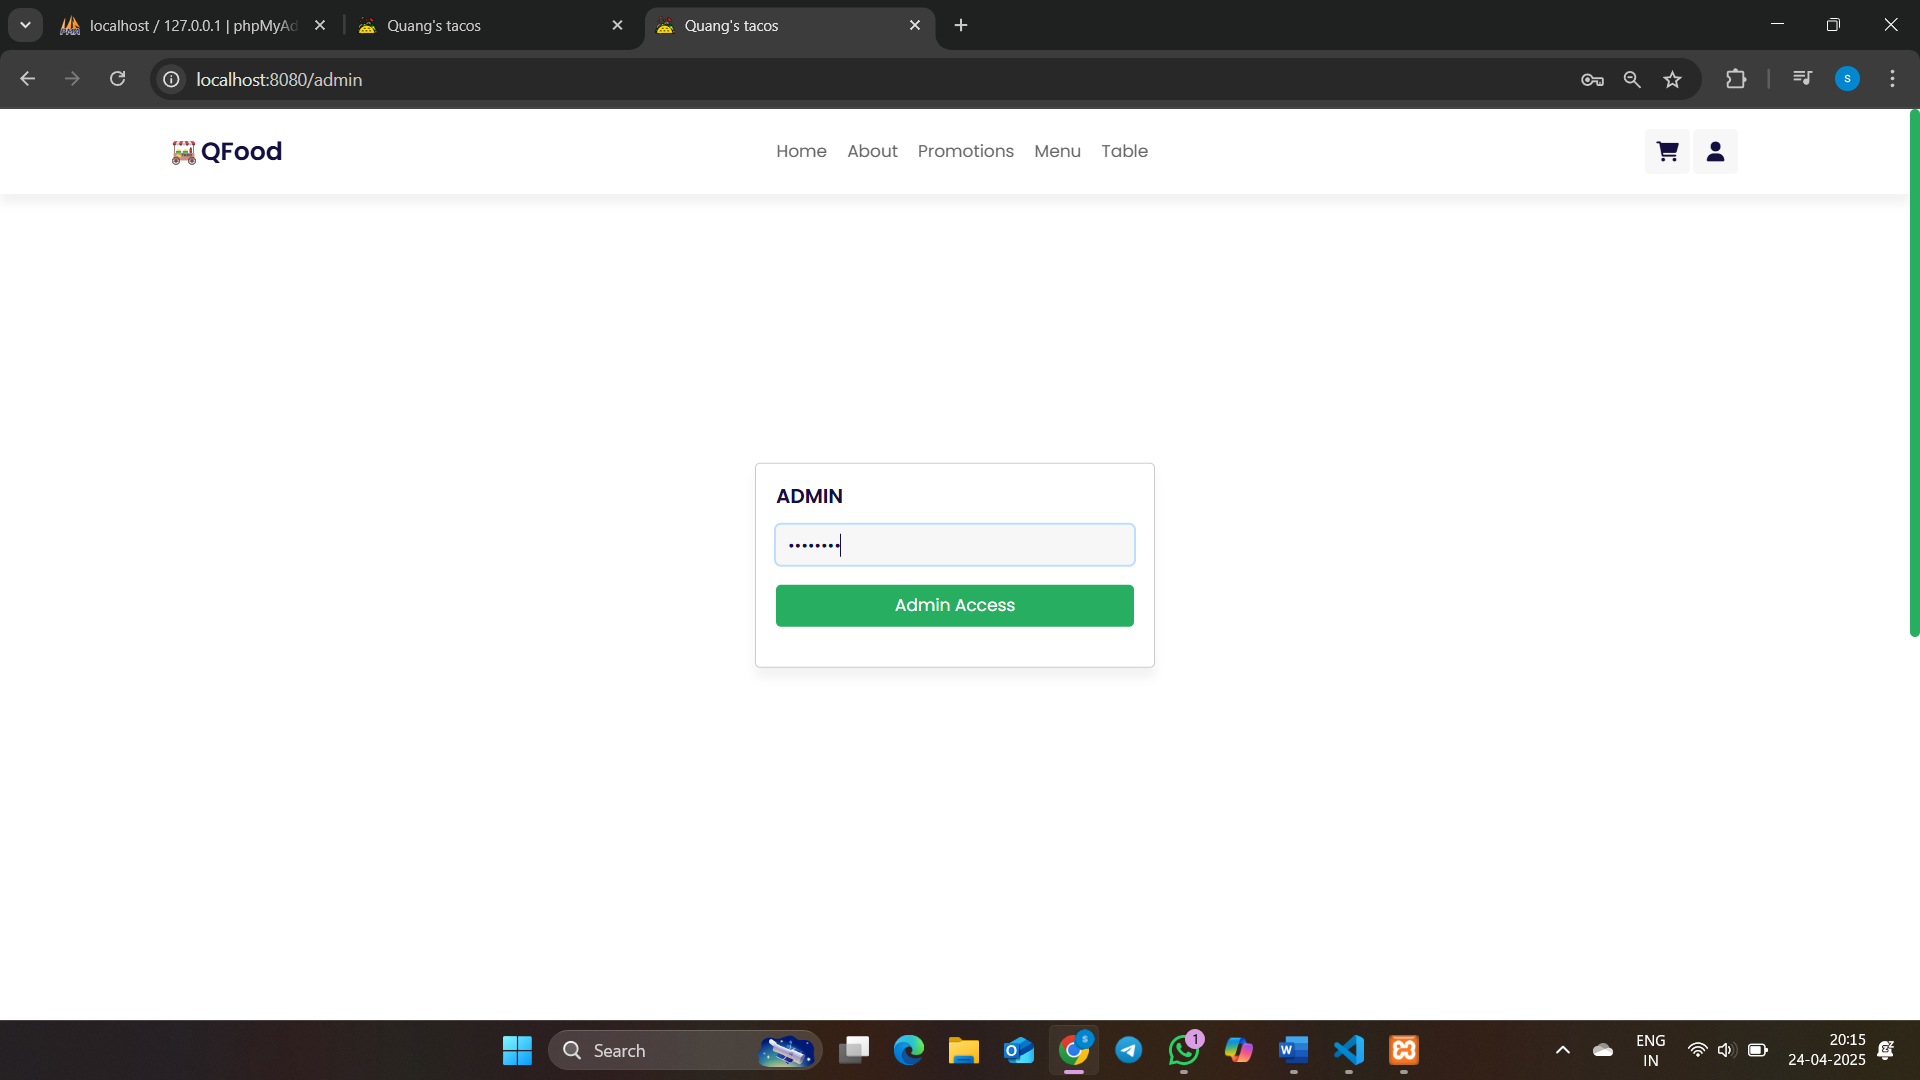 localhost / 127.0.0.1 | phpMyAd
Quang's tacos
Quang's tacos
localhost:8080/admin
S
QFood
Home About Promotions Menu Table
ADMIN
••••••••
Admin Access
Search
S
1
ENG
IN
20:15
24-04-2025